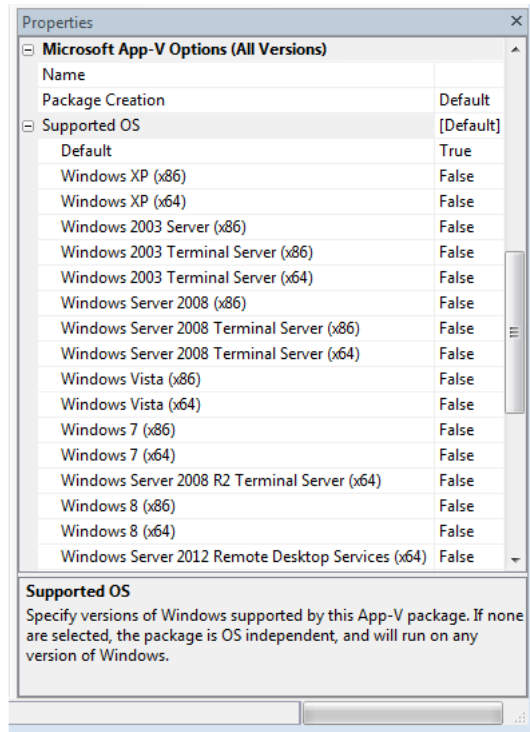 Properties
Microsoft App-V Options (All Versions)
Name
Package Creation Default
Supported OS [Default]
Default True
Windows XP (x86) False
Windows XP (x64) False
Windows 2003 Server (x86) False
Windows 2003 Terminal Server (x86) False
Windows 2003 Terminal Server (x64) False
Windows Server 2008 (x86) False
Windows Server 2008 Terminal Server (x86) False
Windows Server 2008 Terminal Server (x64) False
Windows Vista (x86) False
Windows Vista (x64) False
Windows 7 (x86) False
Windows 7 (x64) False
Windows Server 2008 R2 Terminal Server (x64) False
Windows 8 (x86) False
Windows 8 (x64) False
Windows Server 2012 Remote Desktop Services (x64) False
Supported OS
Specify versions of Windows supported by this App-V package. If none
are selected, the package is OS independent, and will run on any
version of Windows.